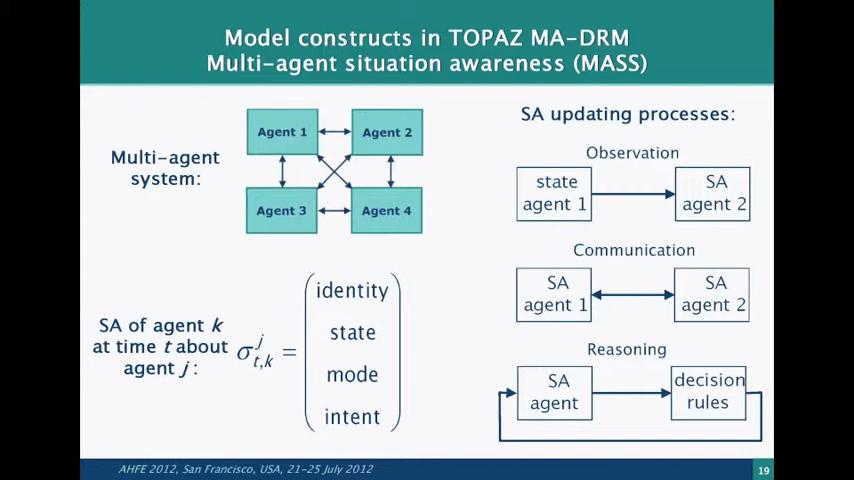 Model constructs in TOPAZ MA-DRM
Multi-agent situation awareness (MASS)
Multi-agent
system:
Agent 1
Agent 2
Agent 3
Agent 4
SA of agent k
at time t about
agent j :
σ^j_{t,k} =
identity
state
mode
intent
SA updating processes:
Observation
state
agent 1
SA
agent 2
Communication
SA
agent 1
SA
agent 2
Reasoning
SA
agent
decision
rules
AHFE 2012, San Francisco, USA, 21-25 July 2012
19